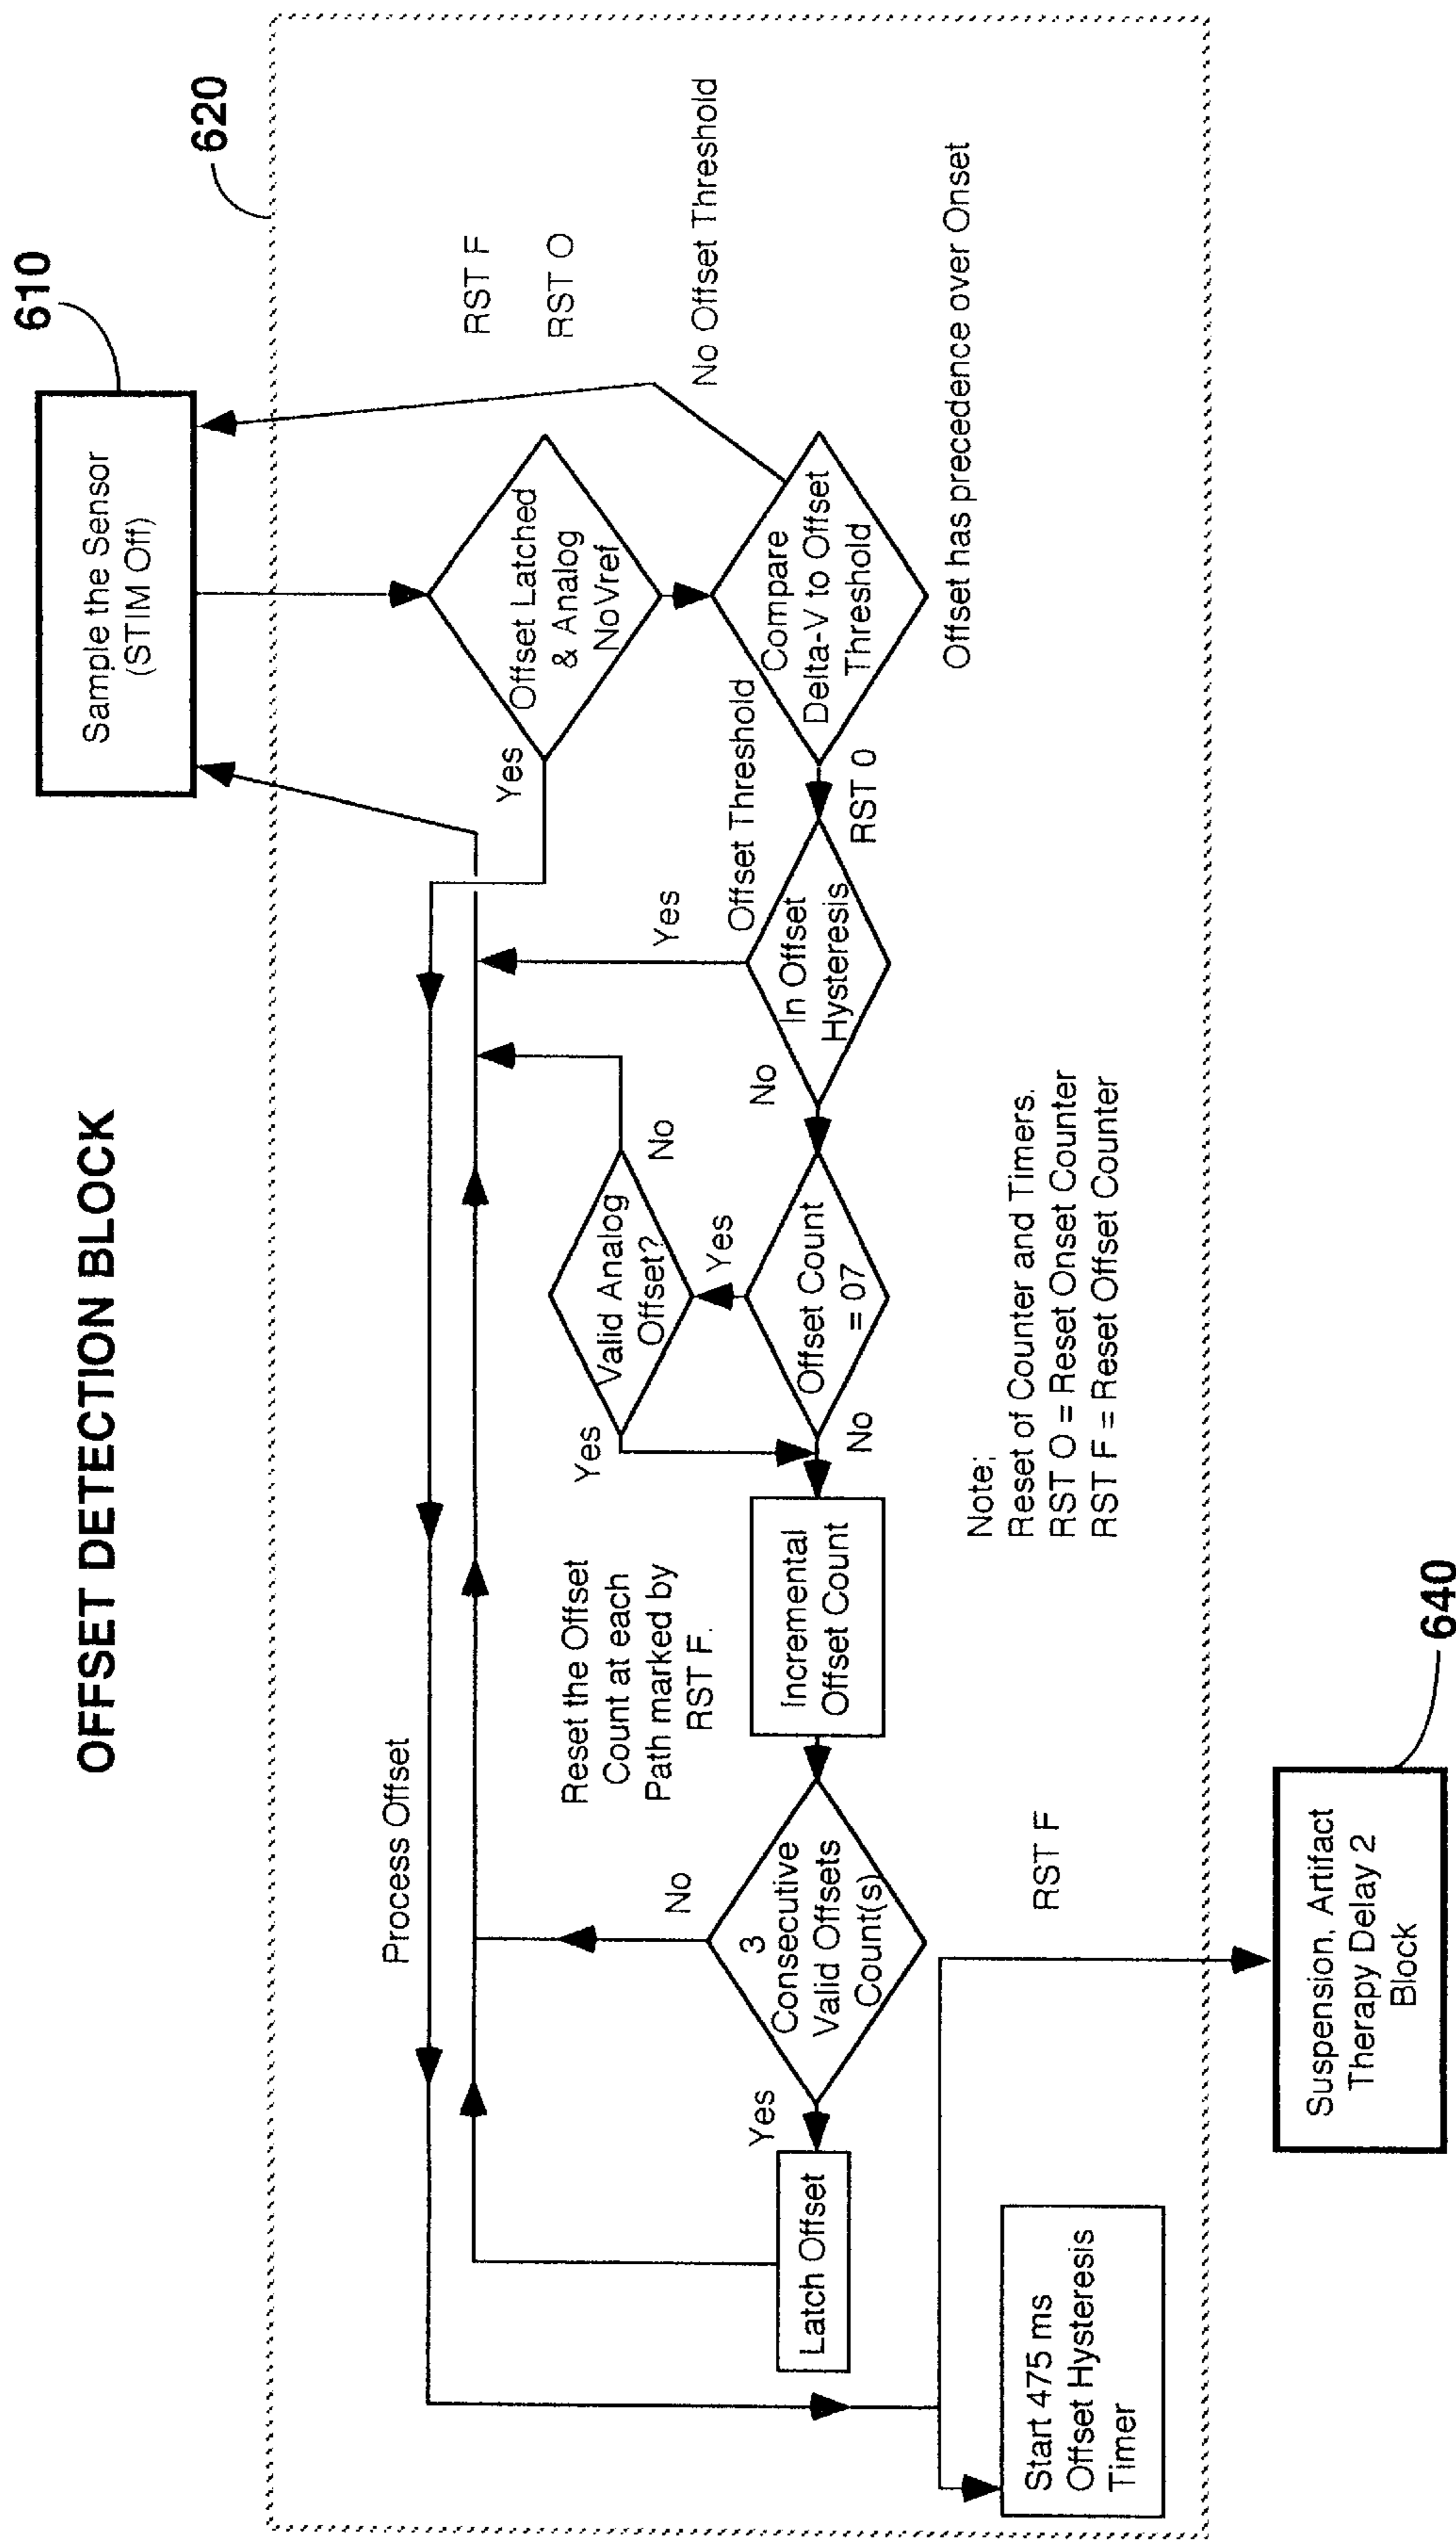 OFFSET DETECTION BLOCK
610
Sample the Sensor
(STIM Off)
620
RST F
RST O
No Offset Threshold
Offset Latched
& Analog
NoVref
Yes
Process Offset
Compare
Delta-V to Offset
Threshold
Offset has precedence over Onset
Offset Threshold
RST 0
In Offset
Hysteresis
Yes
No
Offset Count
= 07
Yes
No
Valid Analog
Offset?
No
Yes
Incremental
Offset Count
Reset the Offset
Count at each
Path marked by
RST F.
3
Consecutive
Valid Offsets
Count(s)
No
Yes
Latch Offset
Note;
Reset of Counter and Timers.
RST O = Reset Onset Counter
RST F = Reset Offset Counter
RST F
Start 475 ms
Offset Hysteresis
Timer
Suspension, Artifact
Therapy Delay 2
Block
640